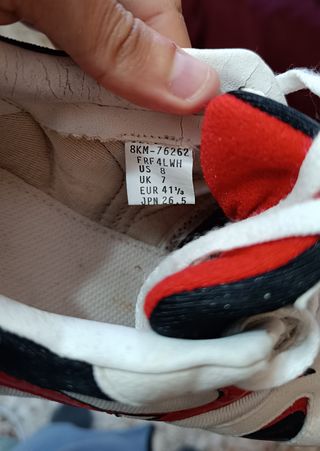 8KM-76262
FRF4LWH
US 8
UK 7
EUR 41⅓
JPN 26.5